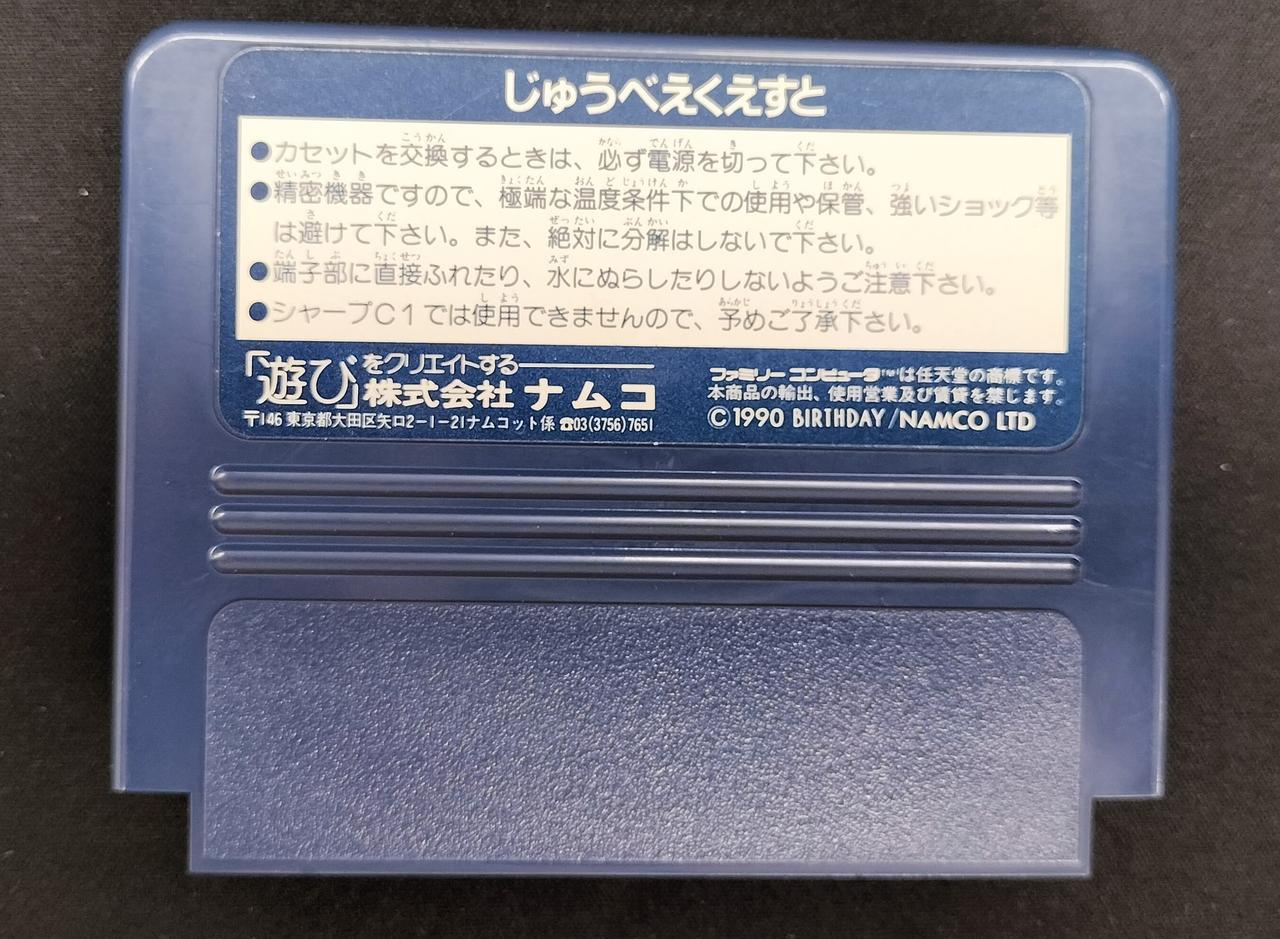 じゅうべえくえすと
●カセットを交換するときは、必ず電源を切って下さい。
●精密機器ですので、極端な温度条件下での使用や保管、強いショック等
は避けて下さい。また、絶対に分解はしないで下さい。
●端子部に直接ふれたり、水にぬらしたりしないようご注意下さい。
●シャープC1では使用できませんので、予めご了承下さい。
「遊び」をクリエイトする
株式会社ナムコ
〒146 東京都大田区矢口2-1-21ナムコット係 ☎03(3756)7651
ファミリーコンピュータ™は任天堂の商標です。
本商品の輸出、使用営業及び賃貸を禁じます。
©1990 BIRTHDAY/NAMCO LTD